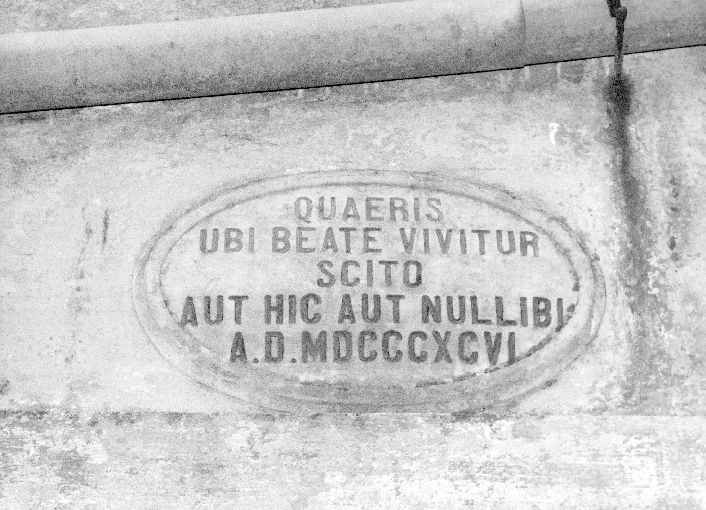 QUAERIS
UBI BEATE VIVITUR
SCITO
AUT HIC AUT NULLIBI
A.D.MDCCCXCVI